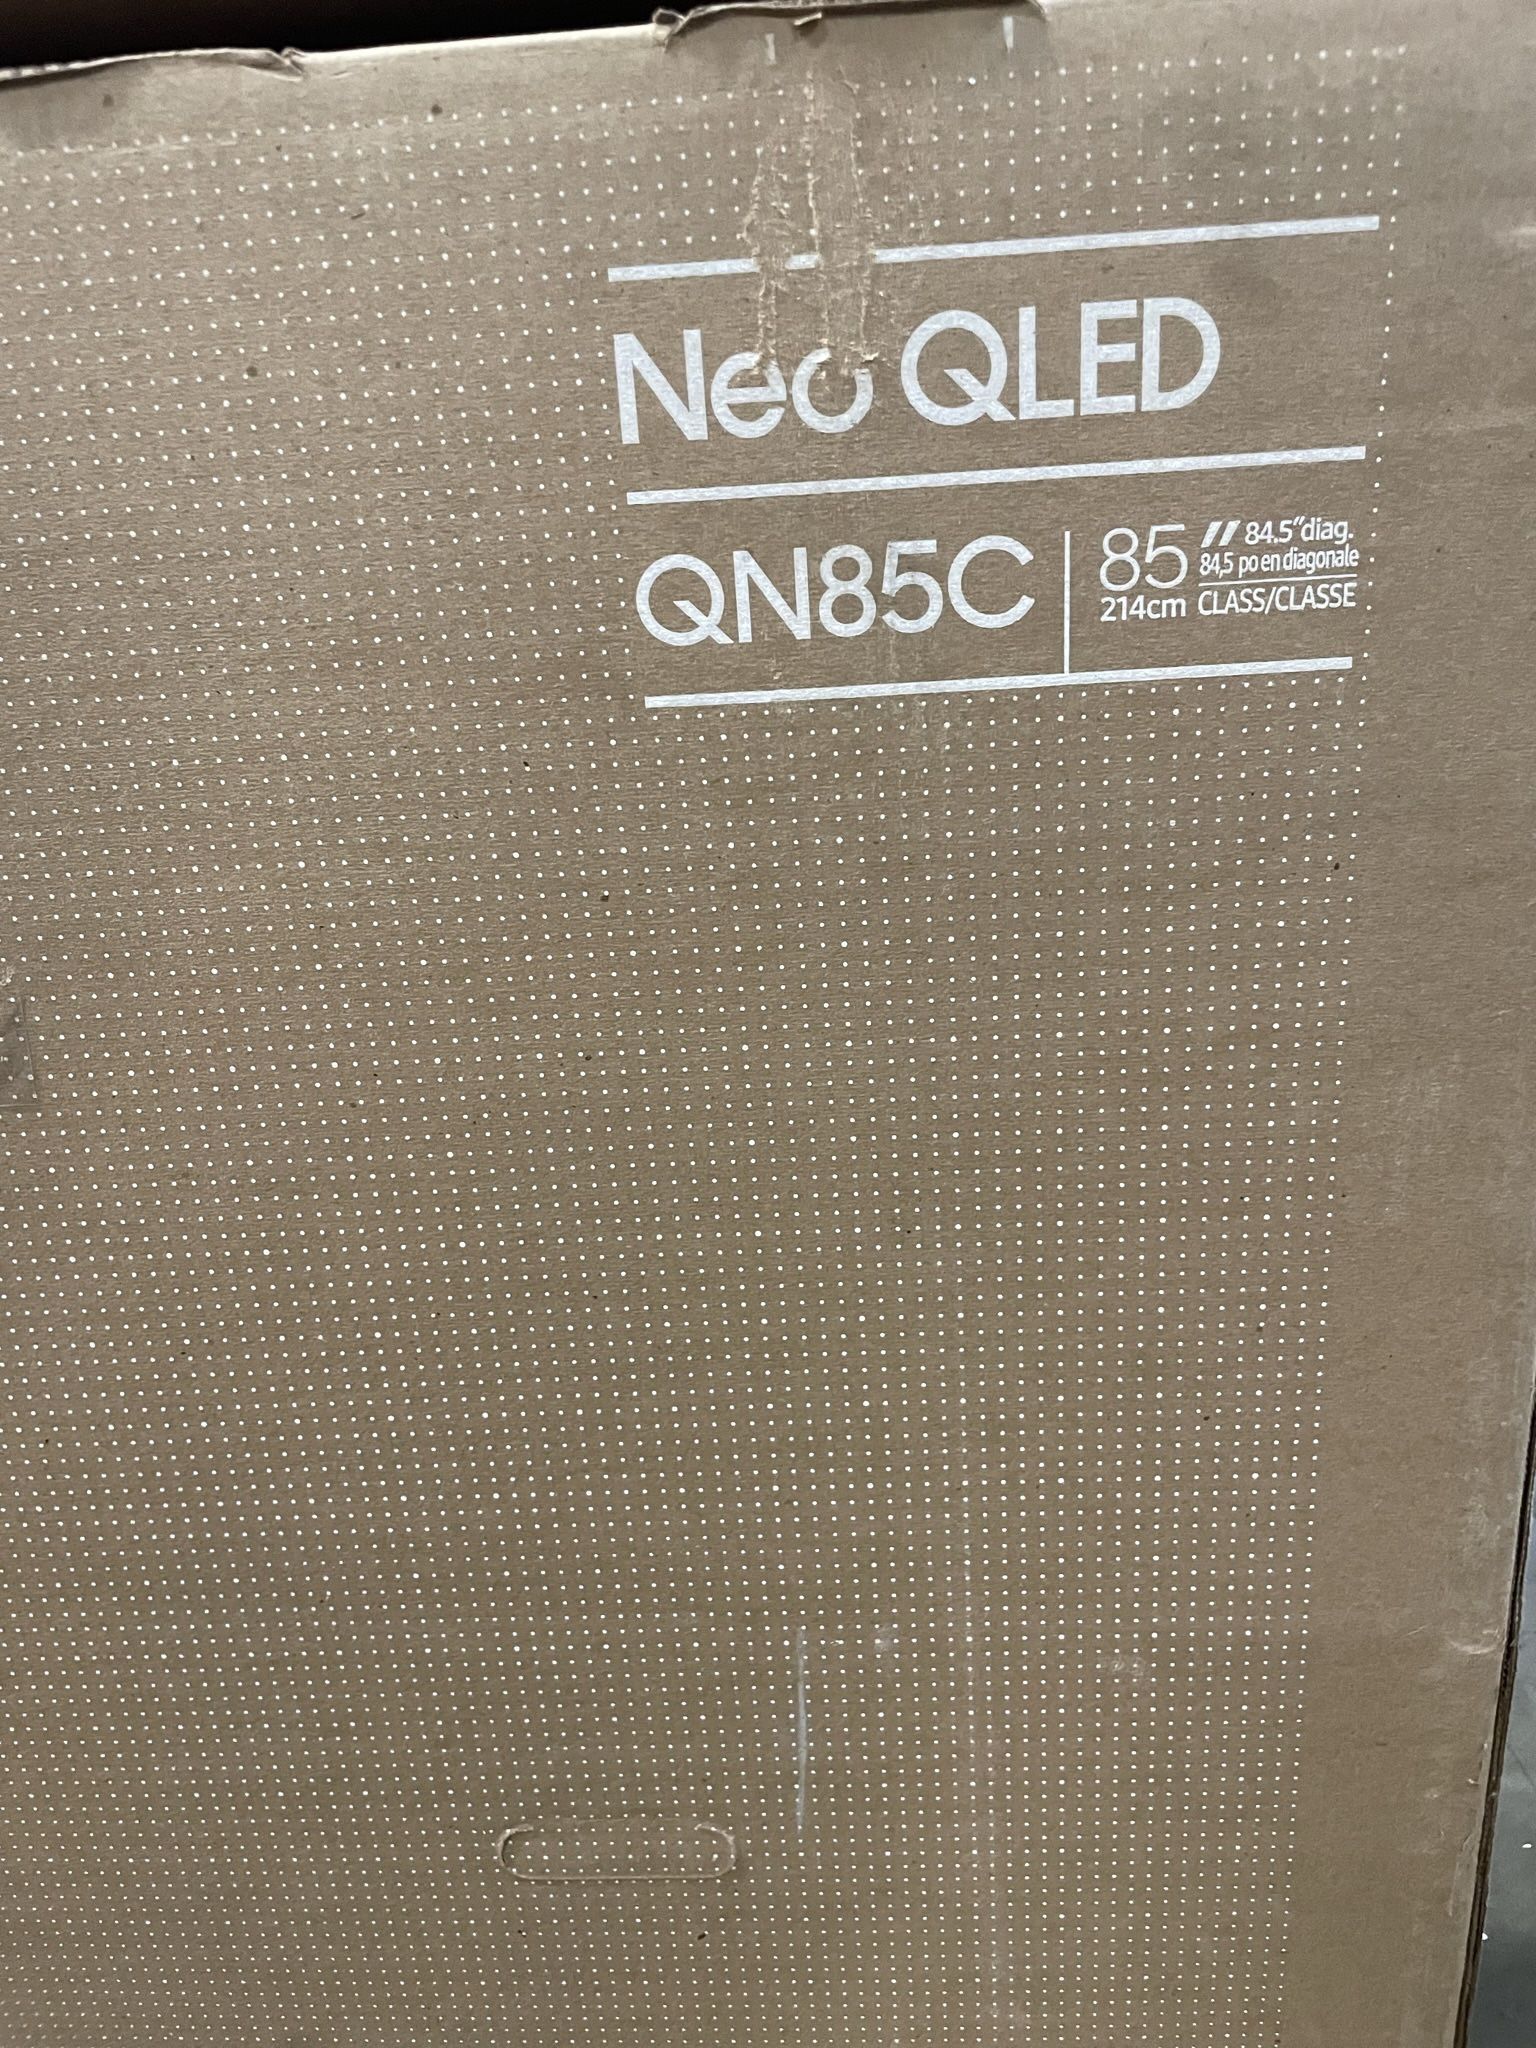 Neo QLED
QN85C
85" 84.5"diag.
84,5 po en diagonale
214cm CLASS/CLASSE